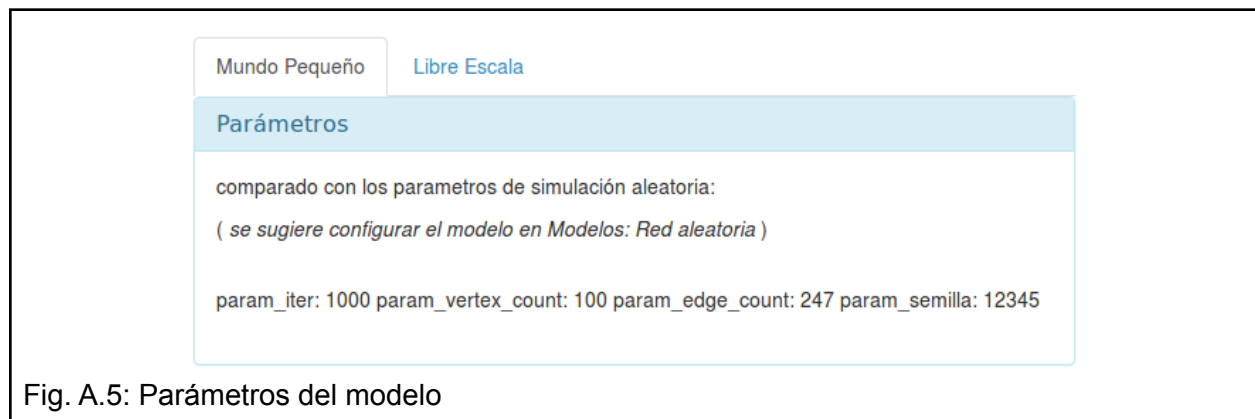 Mundo Pequeño Libre Escala
Parámetros
comparado con los parametros de simulación aleatoria:
( se sugiere configurar el modelo en Modelos: Red aleatoria )
param_iter: 1000 param_vertex_count: 100 param_edge_count: 247 param_semilla: 12345
Fig. A.5: Parámetros del modelo